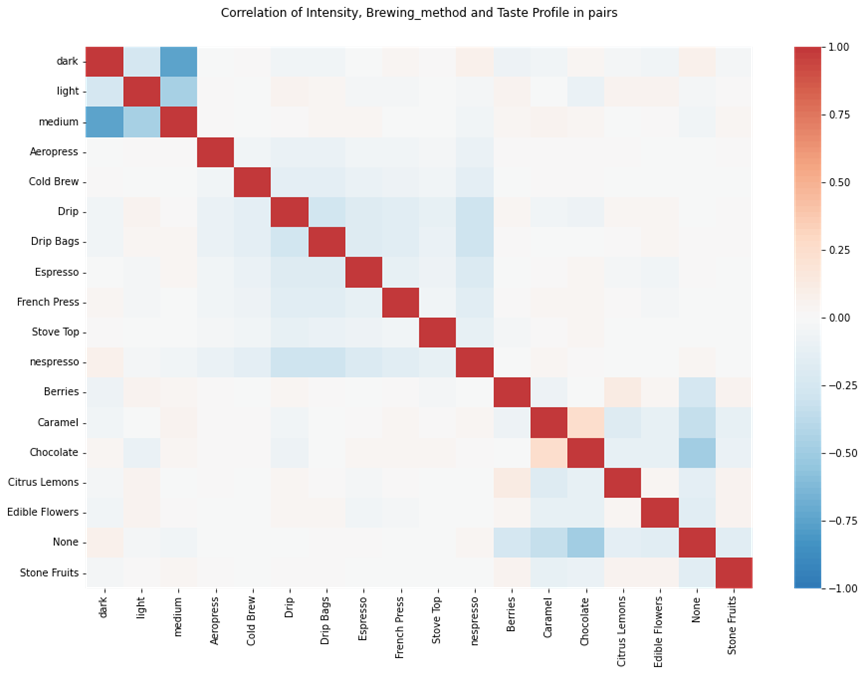 Correlation of Intensity, Brewing_method and Taste Profile in pairs
dark
light
medium
Aeropress
Cold Brew
Drip
Drip Bags
Espresso
French Press
Stove Top
nespresso
Berries
Caramel
Chocolate
Citrus Lemons
Edible Flowers
None
Stone Fruits
dark
light
medium
Aeropress
Cold Brew
Drip
Drip Bags
Espresso
French Press
Stove Top
nespresso
Berries
Caramel
Chocolate
Citrus Lemons
Edible Flowers
None
Stone Fruits
1.00
0.75
0.50
0.25
0.00
−0.25
−0.50
−0.75
−1.00